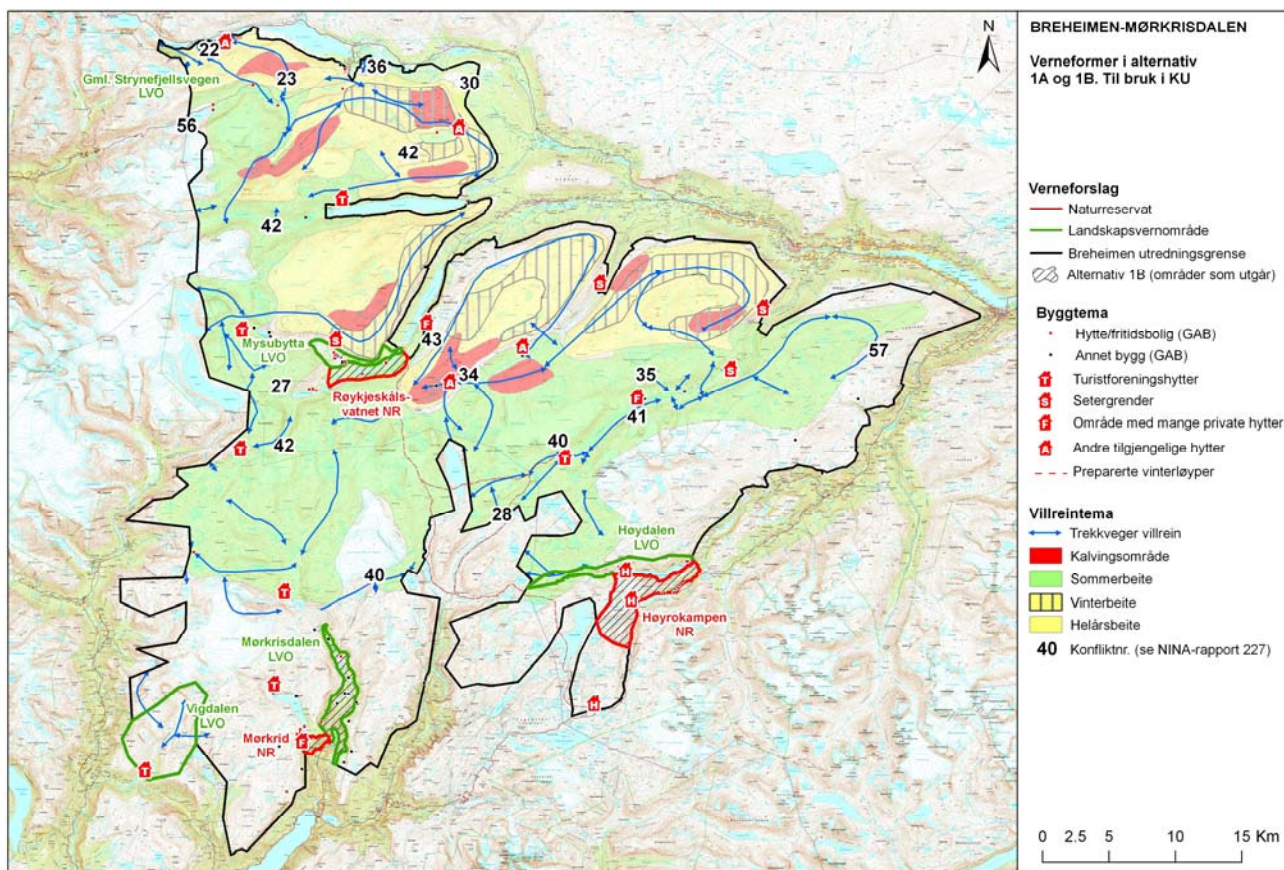 22
A
36
Gml. Strynefjellsvegen
LVO
23
30
56
A
42
T
42
S
S
T
Mysubytta
LVO
S
F
43
A
57
27
34
A
35
S
Røykjeskåls-
vatnet NR
F
41
42
T
40
T
28
Høydalen
LVO
H
40
T
H
Høyrokampen
NR
Mørkrisdalen
LVO
T
H
Vigdalen
LVO
Mørkrid
NR
F
T
N
BREHEIMEN-MØRKRISDALEN
Verneformer i alternativ
1A og 1B. Til bruk i KU
Verneforslag
Naturreservat
Landskapsvernområde
Breheimen utredningsgrense
Alternativ 1B (områder som utgår)
Byggtema
Hytte/fritidsbolig (GAB)
Annet bygg (GAB)
T Turistforeningshytter
S Setergrender
F Område med mange private hytter
A Andre tilgjengelige hytter
Preparerte vinterløyper
Villreintema
Trekkveger villrein
Kalvingsområde
Sommerbeite
Vinterbeite
Helårsbeite
40 Konfliktnr. (se NINA-rapport 227)
0 2.5 5 10 15 Km